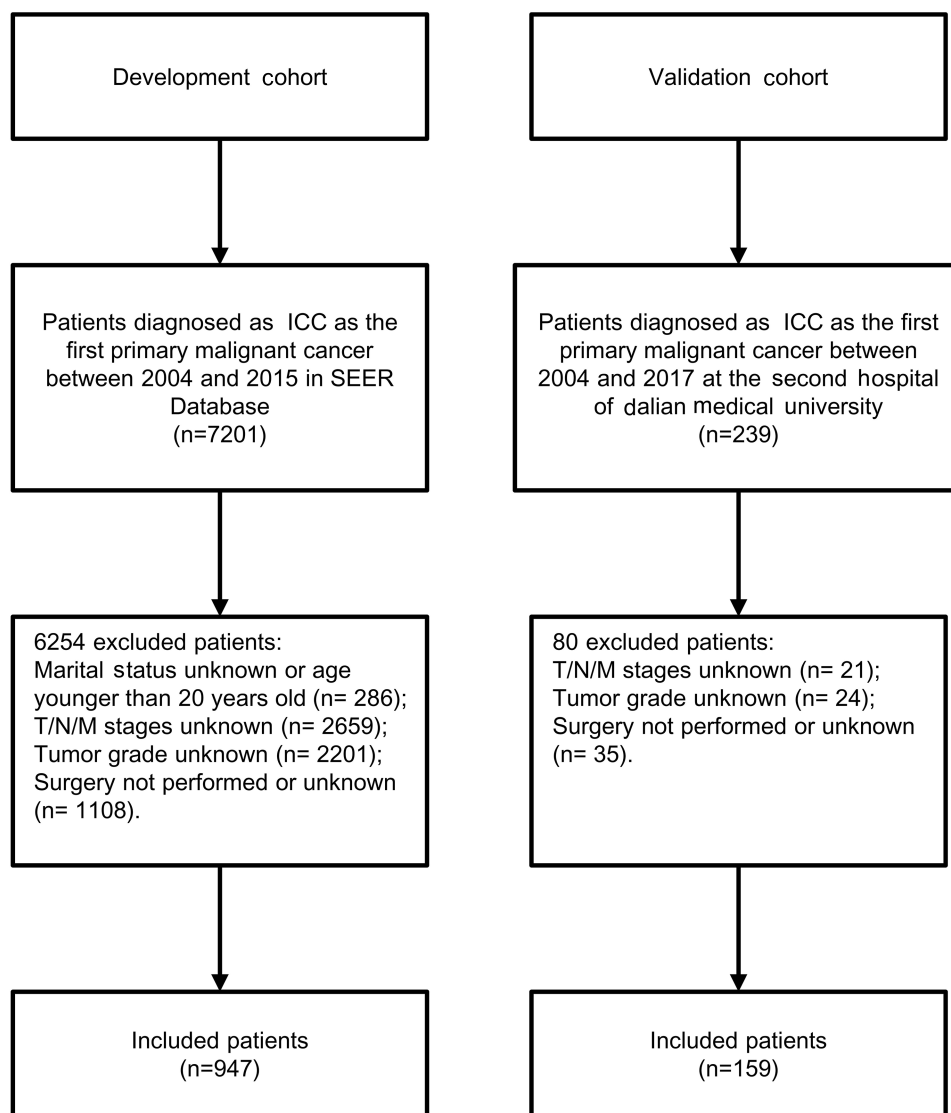 Development cohort
Patients diagnosed as ICC as the
first primary malignant cancer
between 2004 and 2015 in SEER
Database
(n=7201)
6254 excluded patients:
Marital status unknown or age
younger than 20 years old (n= 286);
T/N/M stages unknown (n= 2659);
Tumor grade unknown (n= 2201);
Surgery not performed or unknown
(n= 1108).
Included patients
(n=947)
Validation cohort
Patients diagnosed as ICC as the first
primary malignant cancer between
2004 and 2017 at the second hospital
of dalian medical university
(n=239)
80 excluded patients:
T/N/M stages unknown (n= 21);
Tumor grade unknown (n= 24);
Surgery not performed or unknown
(n= 35).
Included patients
(n=159)